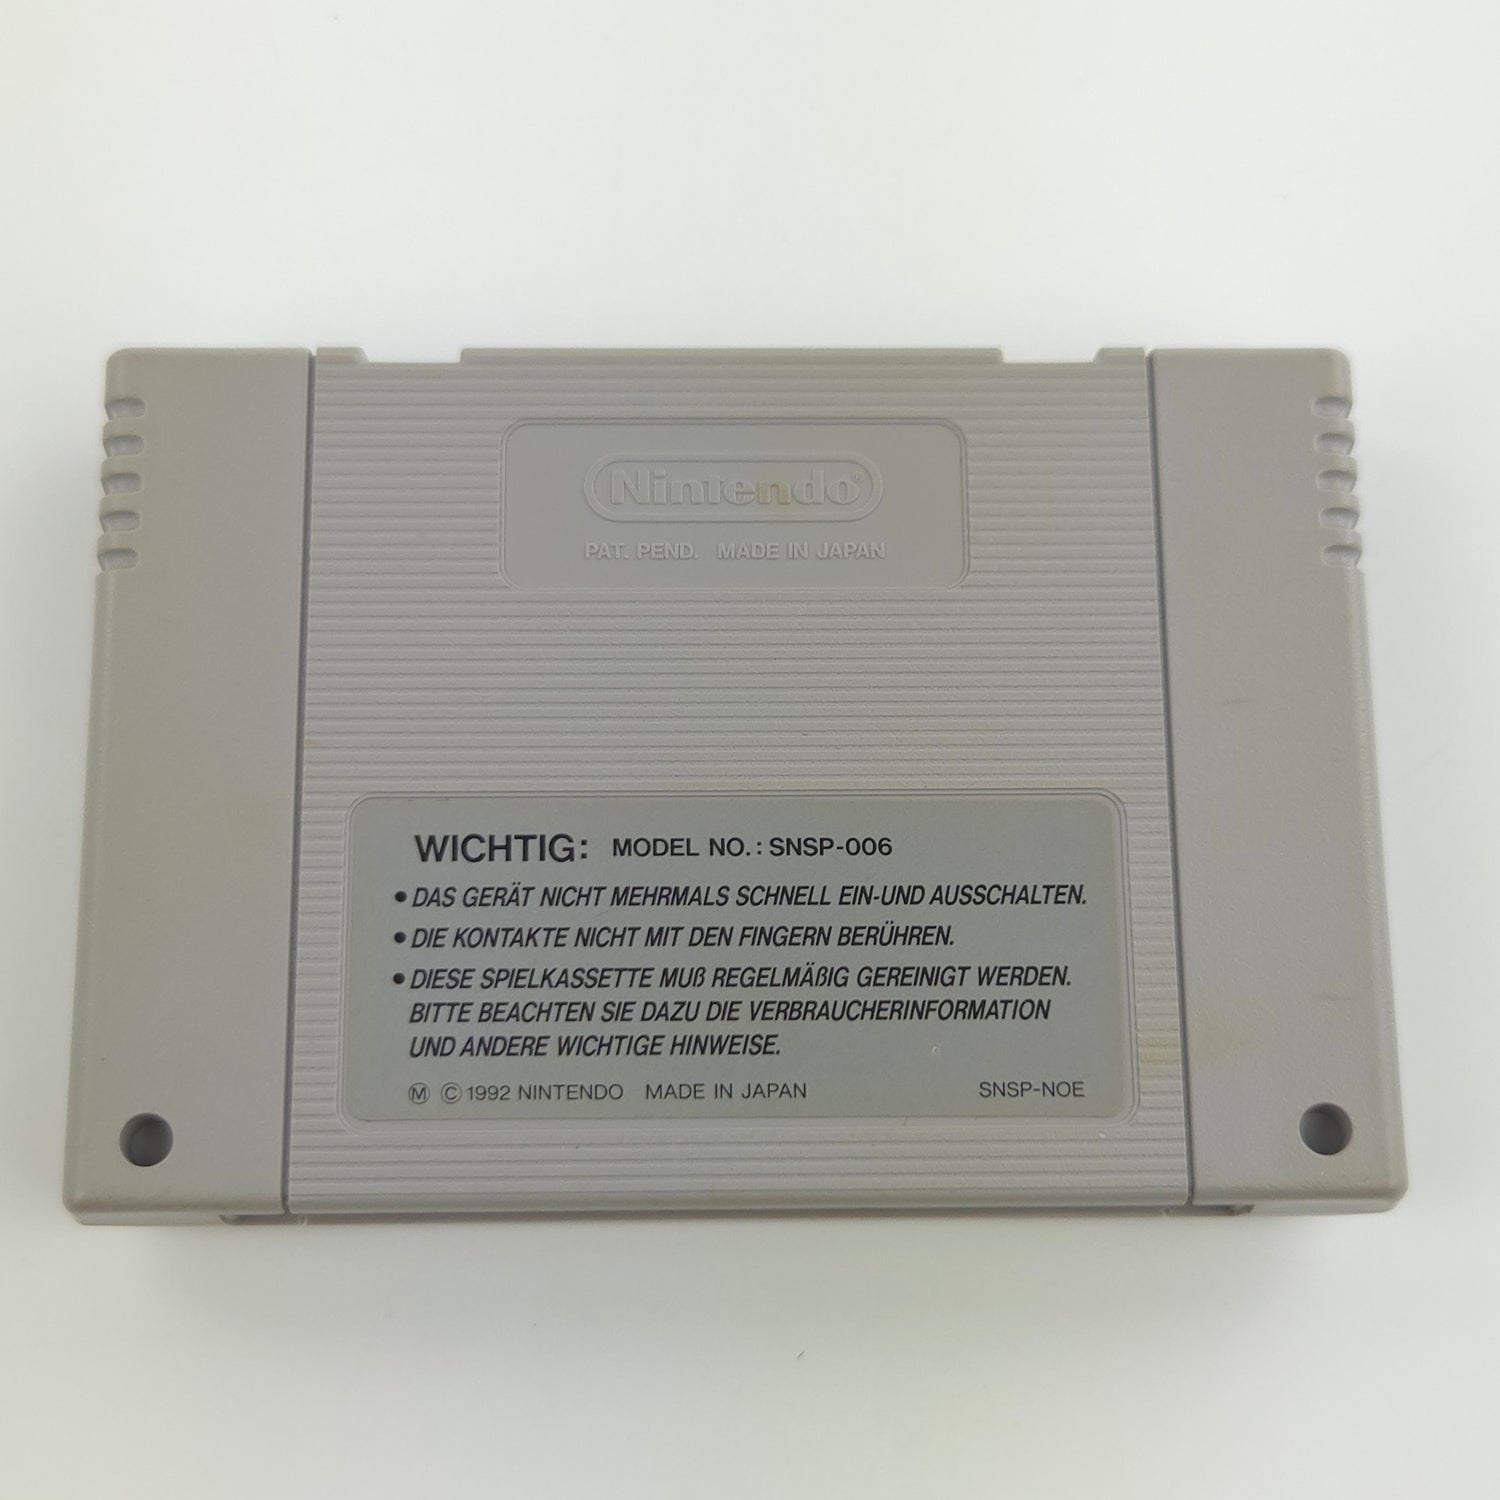 Nintendo®
PAT. PEND. MADE IN JAPAN
WICHTIG: MODEL NO.: SNSP-006
• DAS GERÄT NICHT MEHRMALS SCHNELL EIN-UND AUSSCHALTEN.
• DIE KONTAKTE NICHT MIT DEN FINGERN BERÜHREN.
• DIESE SPIELKASSETTE MUß REGELMÄßIG GEREINIGT WERDEN.
BITTE BEACHTEN SIE DAZU DIE VERBRAUCHERINFORMATION
UND ANDERE WICHTIGE HINWEISE.
Ⓜ © 1992 NINTENDO MADE IN JAPAN SNSP-NOE